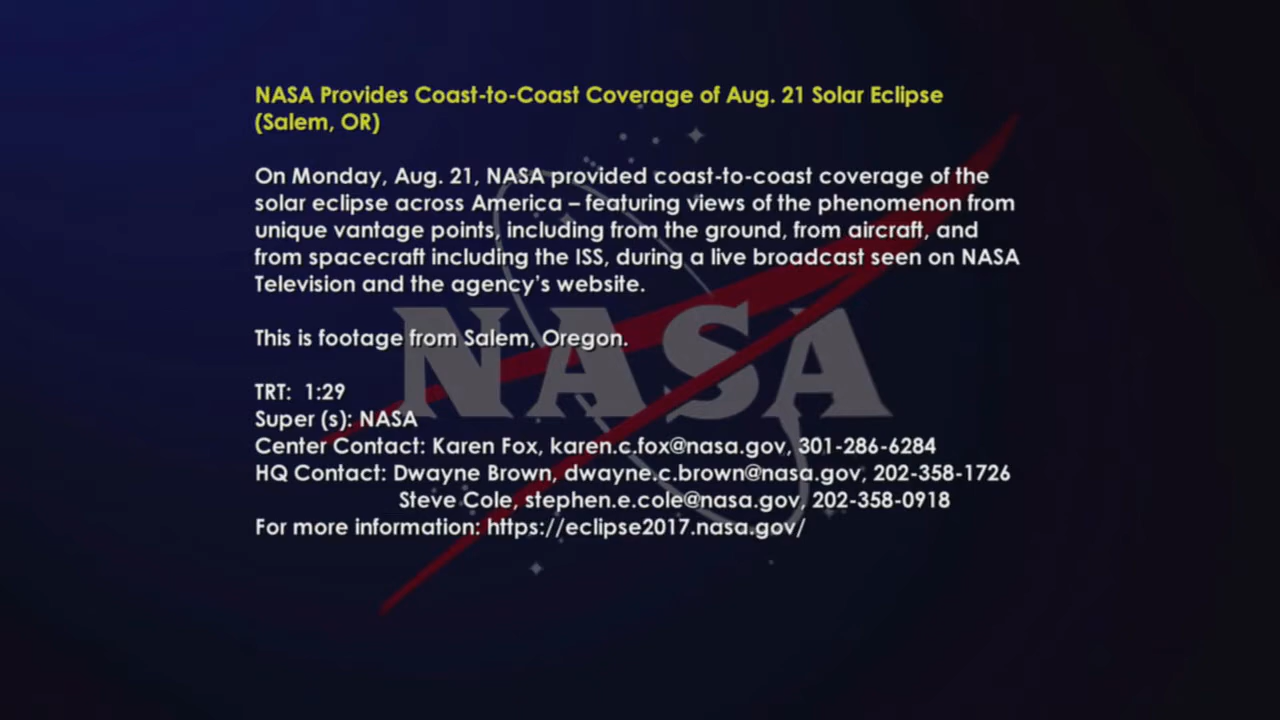 NASA Provides Coast-to-Coast Coverage of Aug. 21 Solar Eclipse
(Salem, OR)
On Monday, Aug. 21, NASA provided coast-to-coast coverage of the
solar eclipse across America – featuring views of the phenomenon from
unique vantage points, including from the ground, from aircraft, and
from spacecraft including the ISS, during a live broadcast seen on NASA
Television and the agency’s website.
This is footage from Salem, Oregon.
NASA
TRT: 1:29
Super (s): NASA
Center Contact: Karen Fox, karen.c.fox@nasa.gov, 301-286-6284
HQ Contact: Dwayne Brown, dwayne.c.brown@nasa.gov, 202-358-1726
Steve Cole, stephen.e.cole@nasa.gov, 202-358-0918
For more information: https://eclipse2017.nasa.gov/